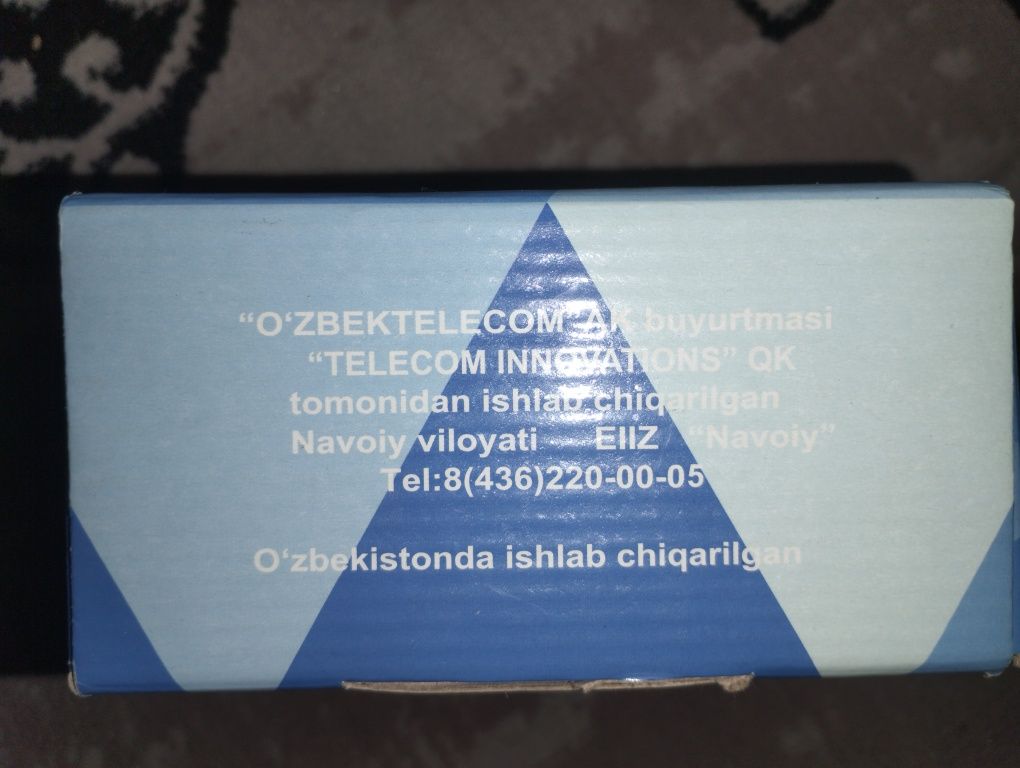 “O‘ZBEKTELECOM” AK buyurtmasi
“TELECOM INNOVATIONS” QK
tomonidan ishlab chiqarilgan
Navoiy viloyati EIIZ “Navoiy”
Tel:8(436)220-00-05
O‘zbekistonda ishlab chiqarilgan